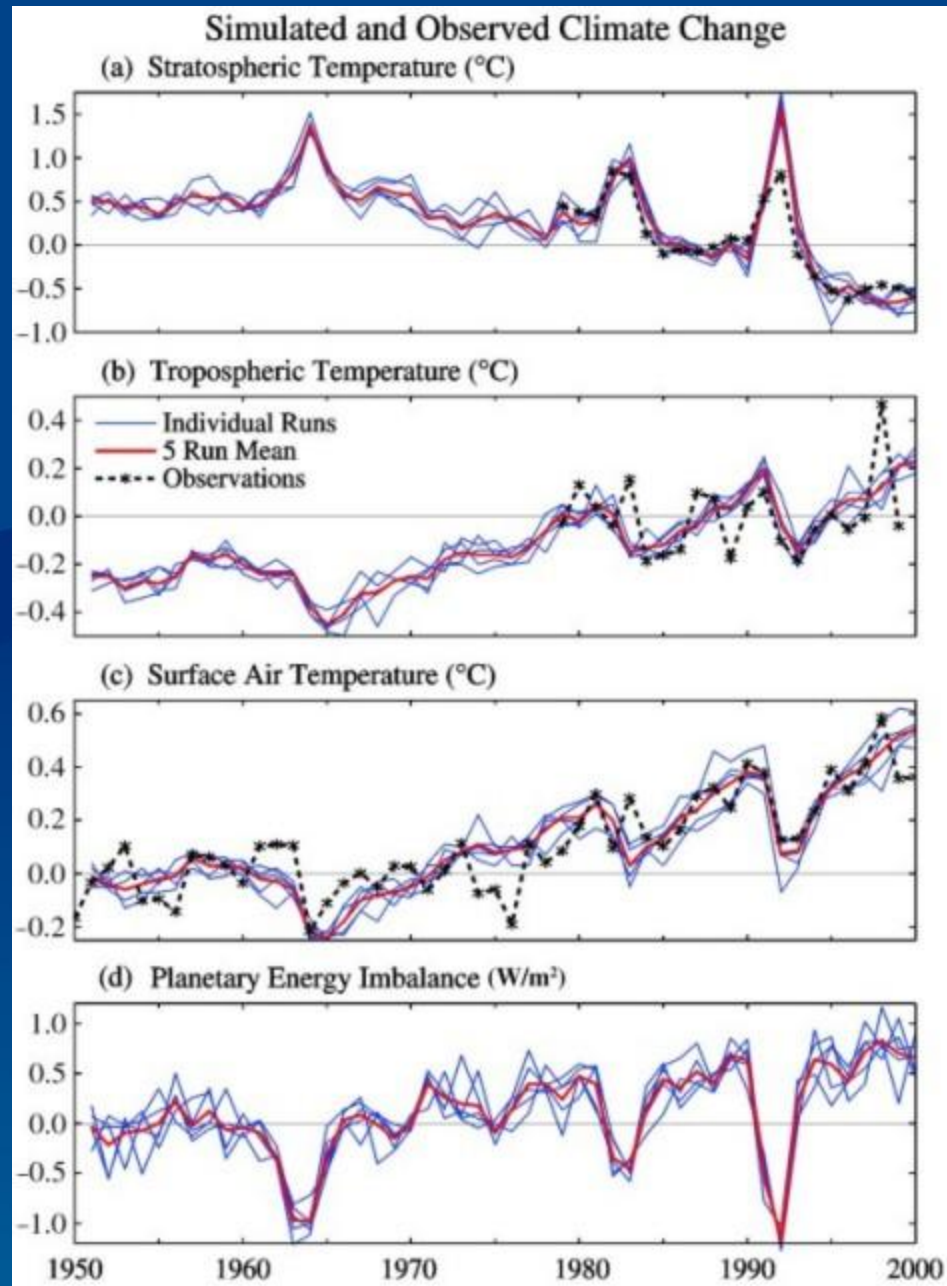 Simulated and Observed Climate Change
(a) Stratospheric Temperature (°C)
1.5
1.0
0.5
0.0
-0.5
-1.0
(b) Tropospheric Temperature (°C)
0.4
0.2
0.0
-0.2
-0.4
Individual Runs
5 Run Mean
Observations
(c) Surface Air Temperature (°C)
0.6
0.4
0.2
0.0
-0.2
(d) Planetary Energy Imbalance (W/m²)
1.0
0.5
0.0
-0.5
-1.0
1950 1960 1970 1980 1990 2000